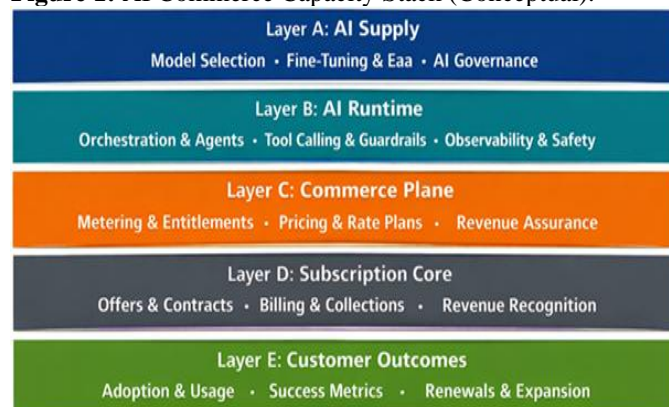 Layer A: AI Supply
Model Selection • Fine-Tuning & Eaa • AI Governance
Layer B: AI Runtime
Orchestration & Agents • Tool Calling & Guardrails • Observability & Safety
Layer C: Commerce Plane
Metering & Entitlements • Pricing & Rate Plans • Revenue Assurance
Layer D: Subscription Core
Offers & Contracts • Billing & Collections • Revenue Recognition
Layer E: Customer Outcomes
Adoption & Usage • Success Metrics • Renewals & Expansion